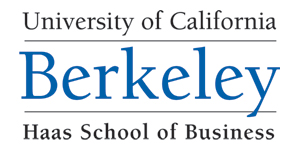 University of California
Berkeley
Haas School of Business